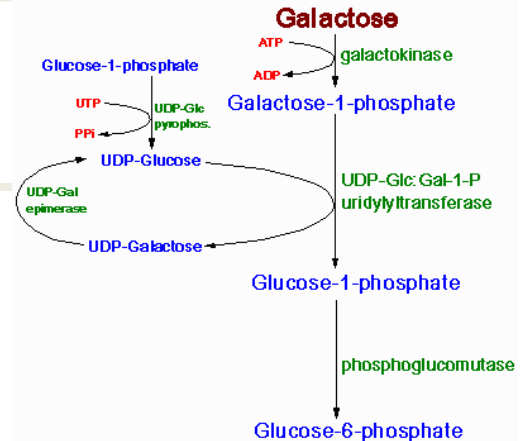 Galactose
ATP
galactokinase
ADP
Glucose-1-phosphate
Galactose-1-phosphate
UTP
UDP-Glc
pyrophos.
PPi
UDP-Glucose
UDP-Glc:Gal-1-P
uridylyltransferase
UDP-Gal
epimerase
UDP-Galactose
Glucose-1-phosphate
phosphoglucomutase
Glucose-6-phosphate